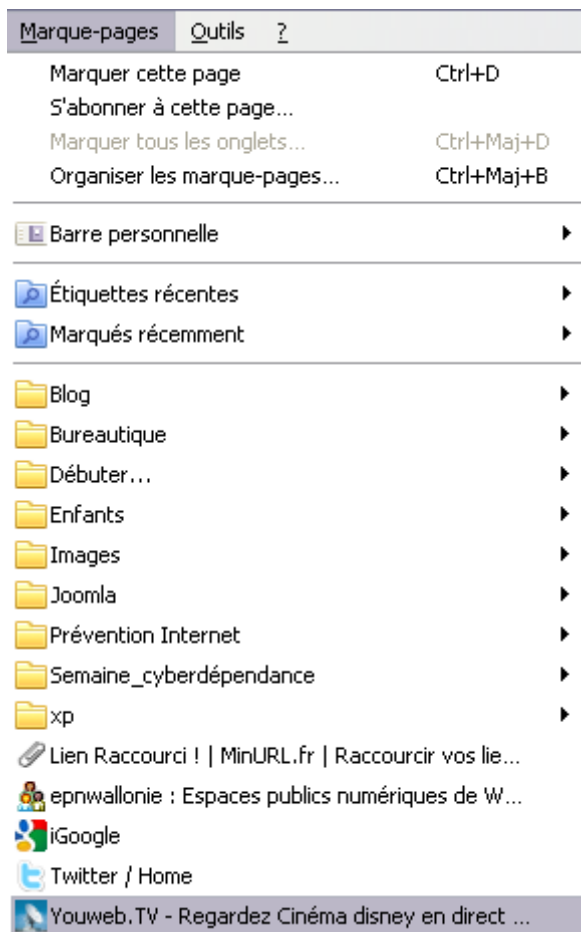 Marque-pages Outils ?
Marquer cette page Ctrl+D
S'abonner à cette page...
Marquer tous les onglets... Ctrl+Maj+D
Organiser les marque-pages... Ctrl+Maj+B
Barre personnelle
Étiquettes récentes
Marqués récemment
Blog
Bureautique
Débuter...
Enfants
Images
Joomla
Prévention Internet
Semaine_cyberdépendance
xp
Lien Raccourci ! | MinURL.fr | Raccourcir vos lie...
epnwallonie : Espaces publics numériques de W...
iGoogle
Twitter / Home
Youweb.TV - Regardez Cinéma disney en direct ...